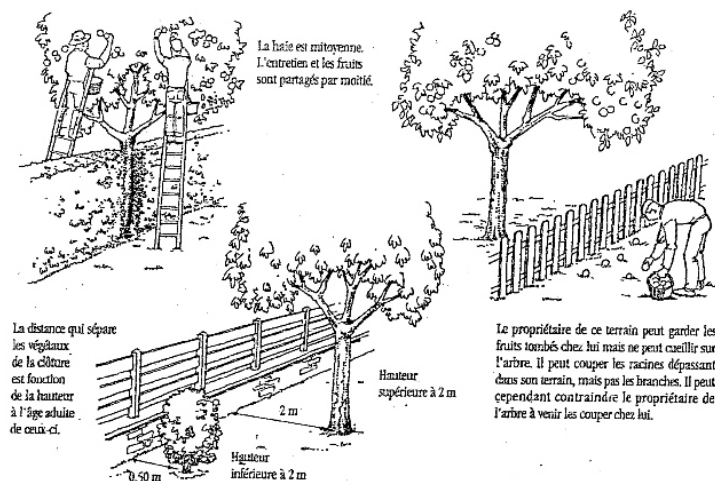 La haie est mitoyenne.
L'entretien et les fruits
sont partagés par moitié.
La distance qui sépare
les végétaux
de la clôture
est fonction
de la hauteur
à l'âge adulte
de ceux-ci.
Hauteur
supérieure à 2 m
2 m
Hauteur
inférieure à 2 m
0,50 m
Le propriétaire de ce terrain peut garder les
fruits tombés chez lui mais ne peut cueillir sur
l'arbre. Il peut couper les racines dépassant
dans son terrain, mais pas les branches. Il peut
cependant contraindre le propriétaire de
l'arbre à venir les couper chez lui.